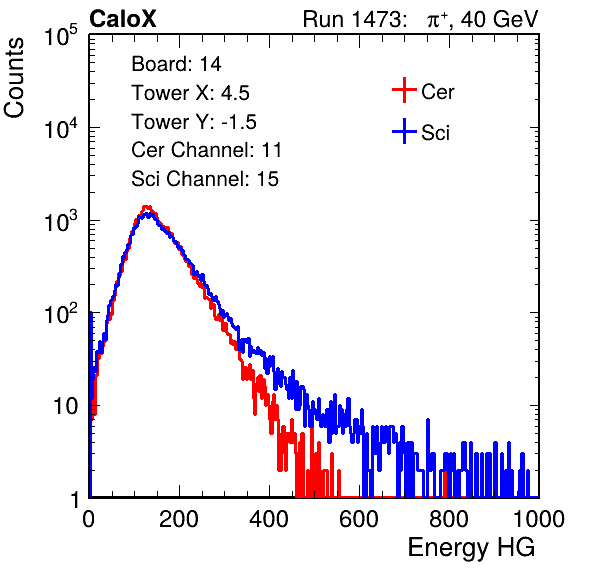 CaloX Run 1473: π⁺, 40 GeV
Counts
10⁵
10⁴
10³
10²
10
1
Board: 14
Tower X: 4.5
Tower Y: -1.5
Cer Channel: 11
Sci Channel: 15
Cer
Sci
0 200 400 600 800 1000
Energy HG